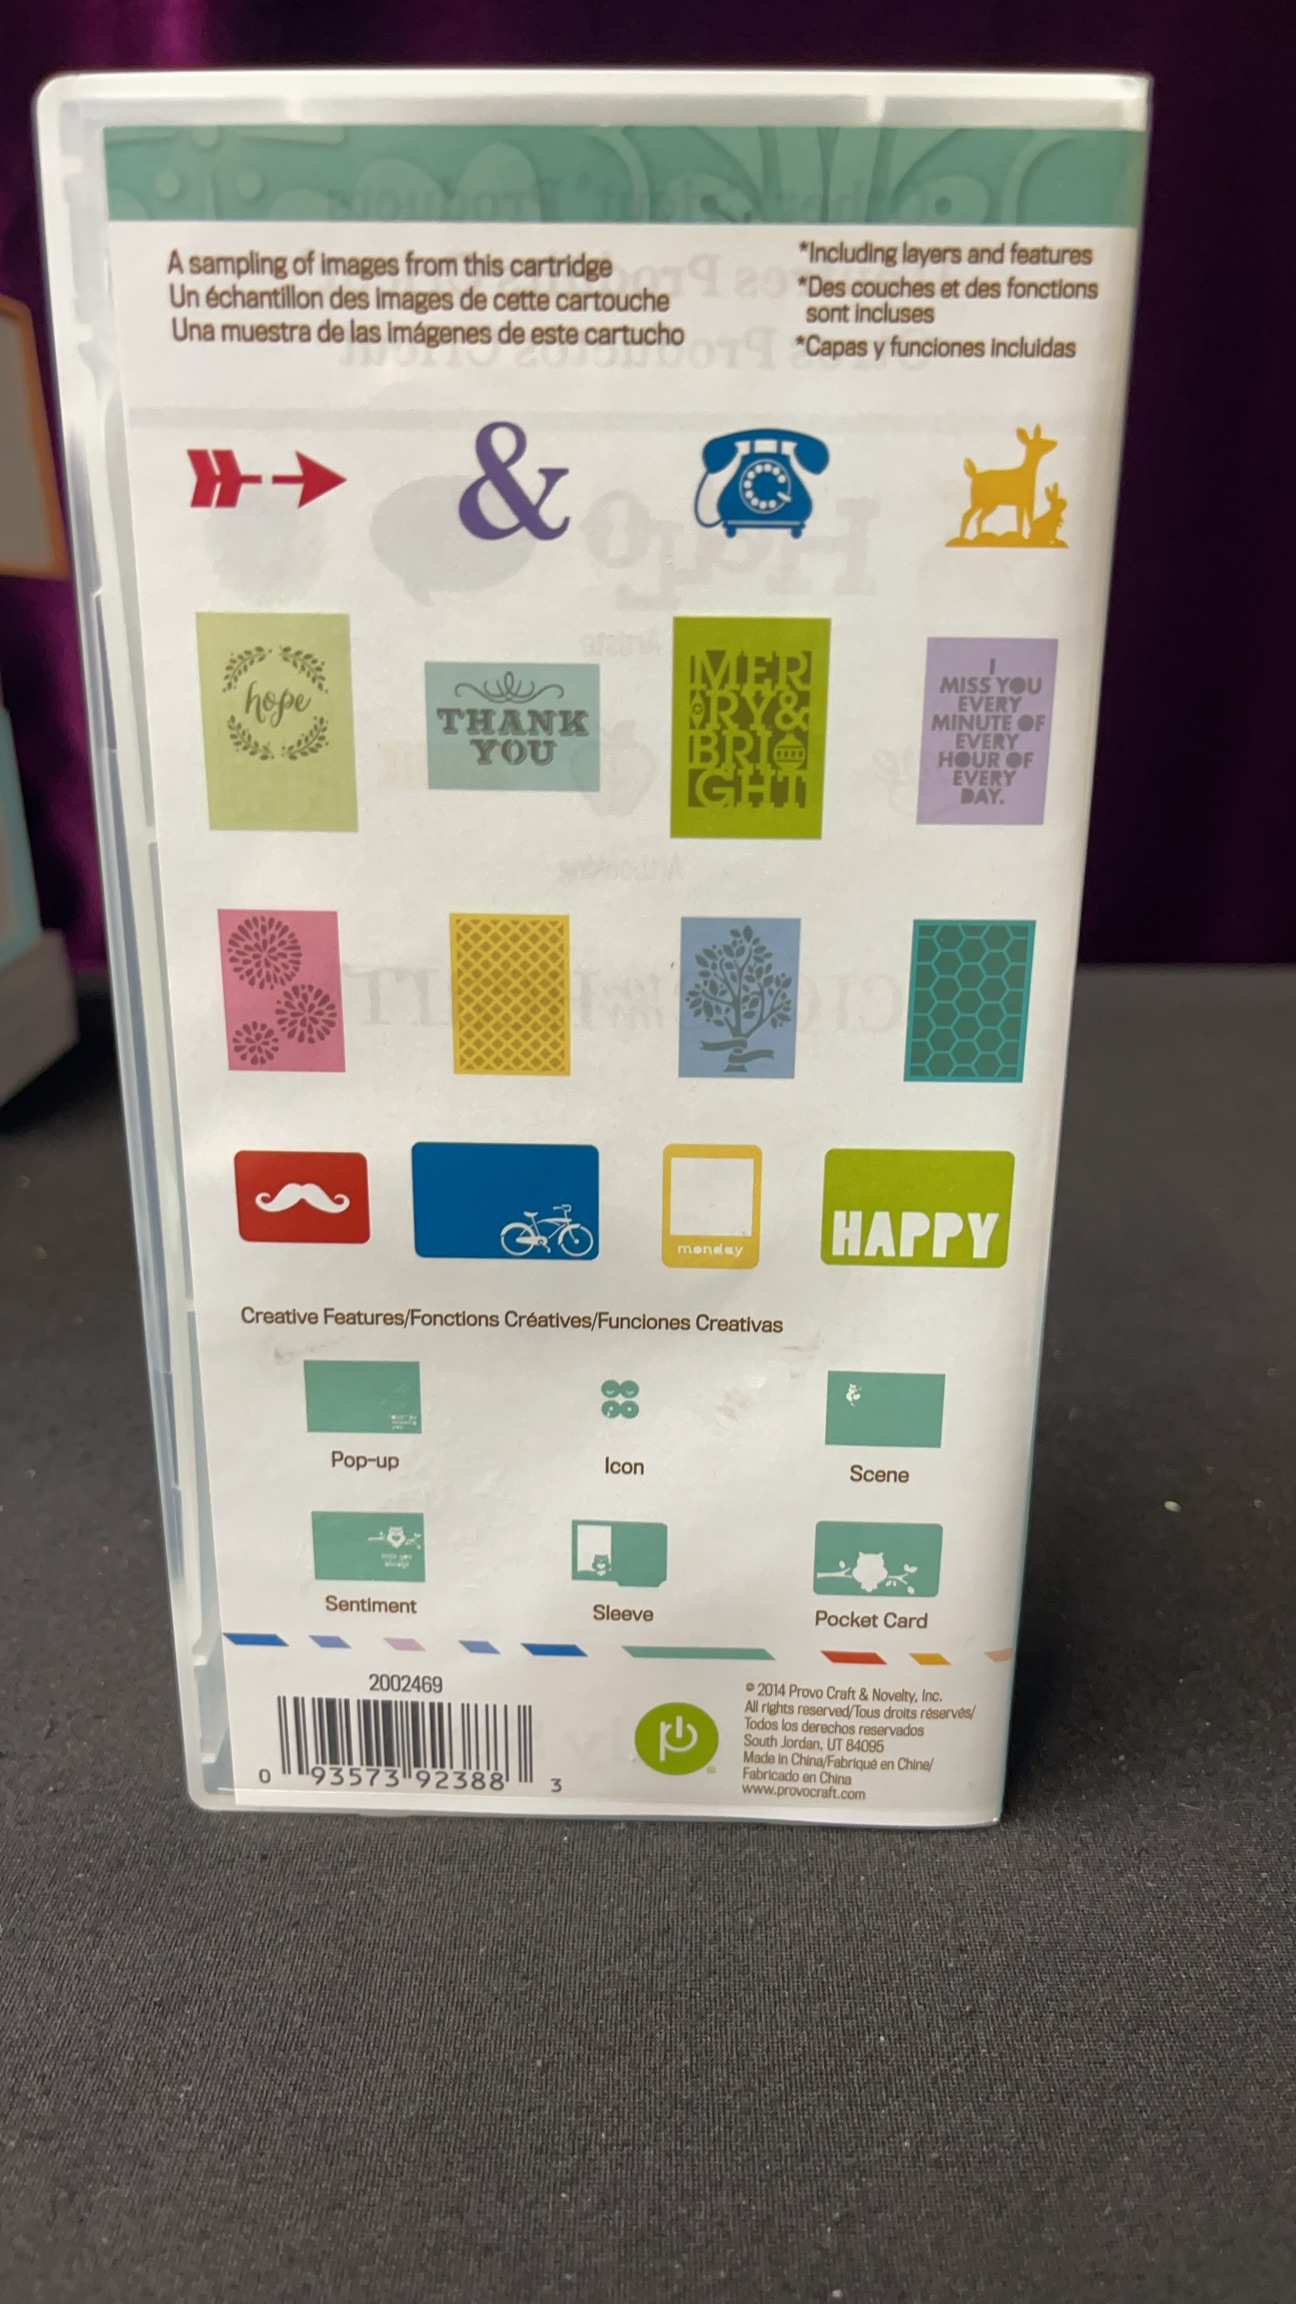 A sampling of images from this cartridge
Un échantillon des images de cette cartouche
Una muestra de las imágenes de este cartucho
*Including layers and features
*Des couches et des fonctions
sont incluses
*Capas y funciones incluidas
&
hope
THANK
YOU
MER
RY&
BRI
GHT
I
MISS YOU
EVERY
MINUTE OF
EVERY
HOUR OF
EVERY
DAY.
monday
HAPPY
Creative Features/Fonctions Créatives/Funciones Creativas
Pop-up
Icon
Scene
miss you
always
Sentiment
Sleeve
Pocket Card
2002469
0 93573 92388 3
© 2014 Provo Craft & Novelty, Inc.
All rights reserved/Tous droits réservés/
Todos los derechos reservados
South Jordan, UT 84095
Made in China/Fabriqué en Chine/
Fabricado en China
www.provocraft.com